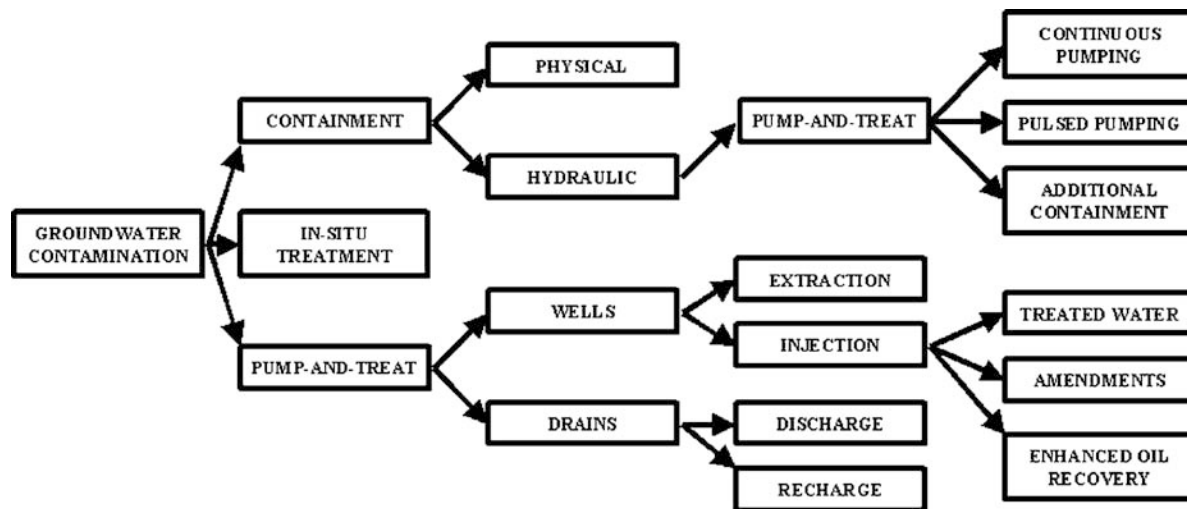 CONTINUOUS
PUMPING
PHYSICAL
CONTAINMENT
PUMP-AND-TREAT
PULSED PUMPING
HYDRAULIC
ADDITIONAL
CONTAINMENT
GROUNDWATER
CONTAMINATION
IN-SITU
TREATMENT
EXTRACTION
WELLS
TREATED WATER
INJECTION
PUMP-AND-TREAT
AMENDMENTS
DRAINS
DISCHARGE
ENHANCED OIL
RECOVERY
RECHARGE